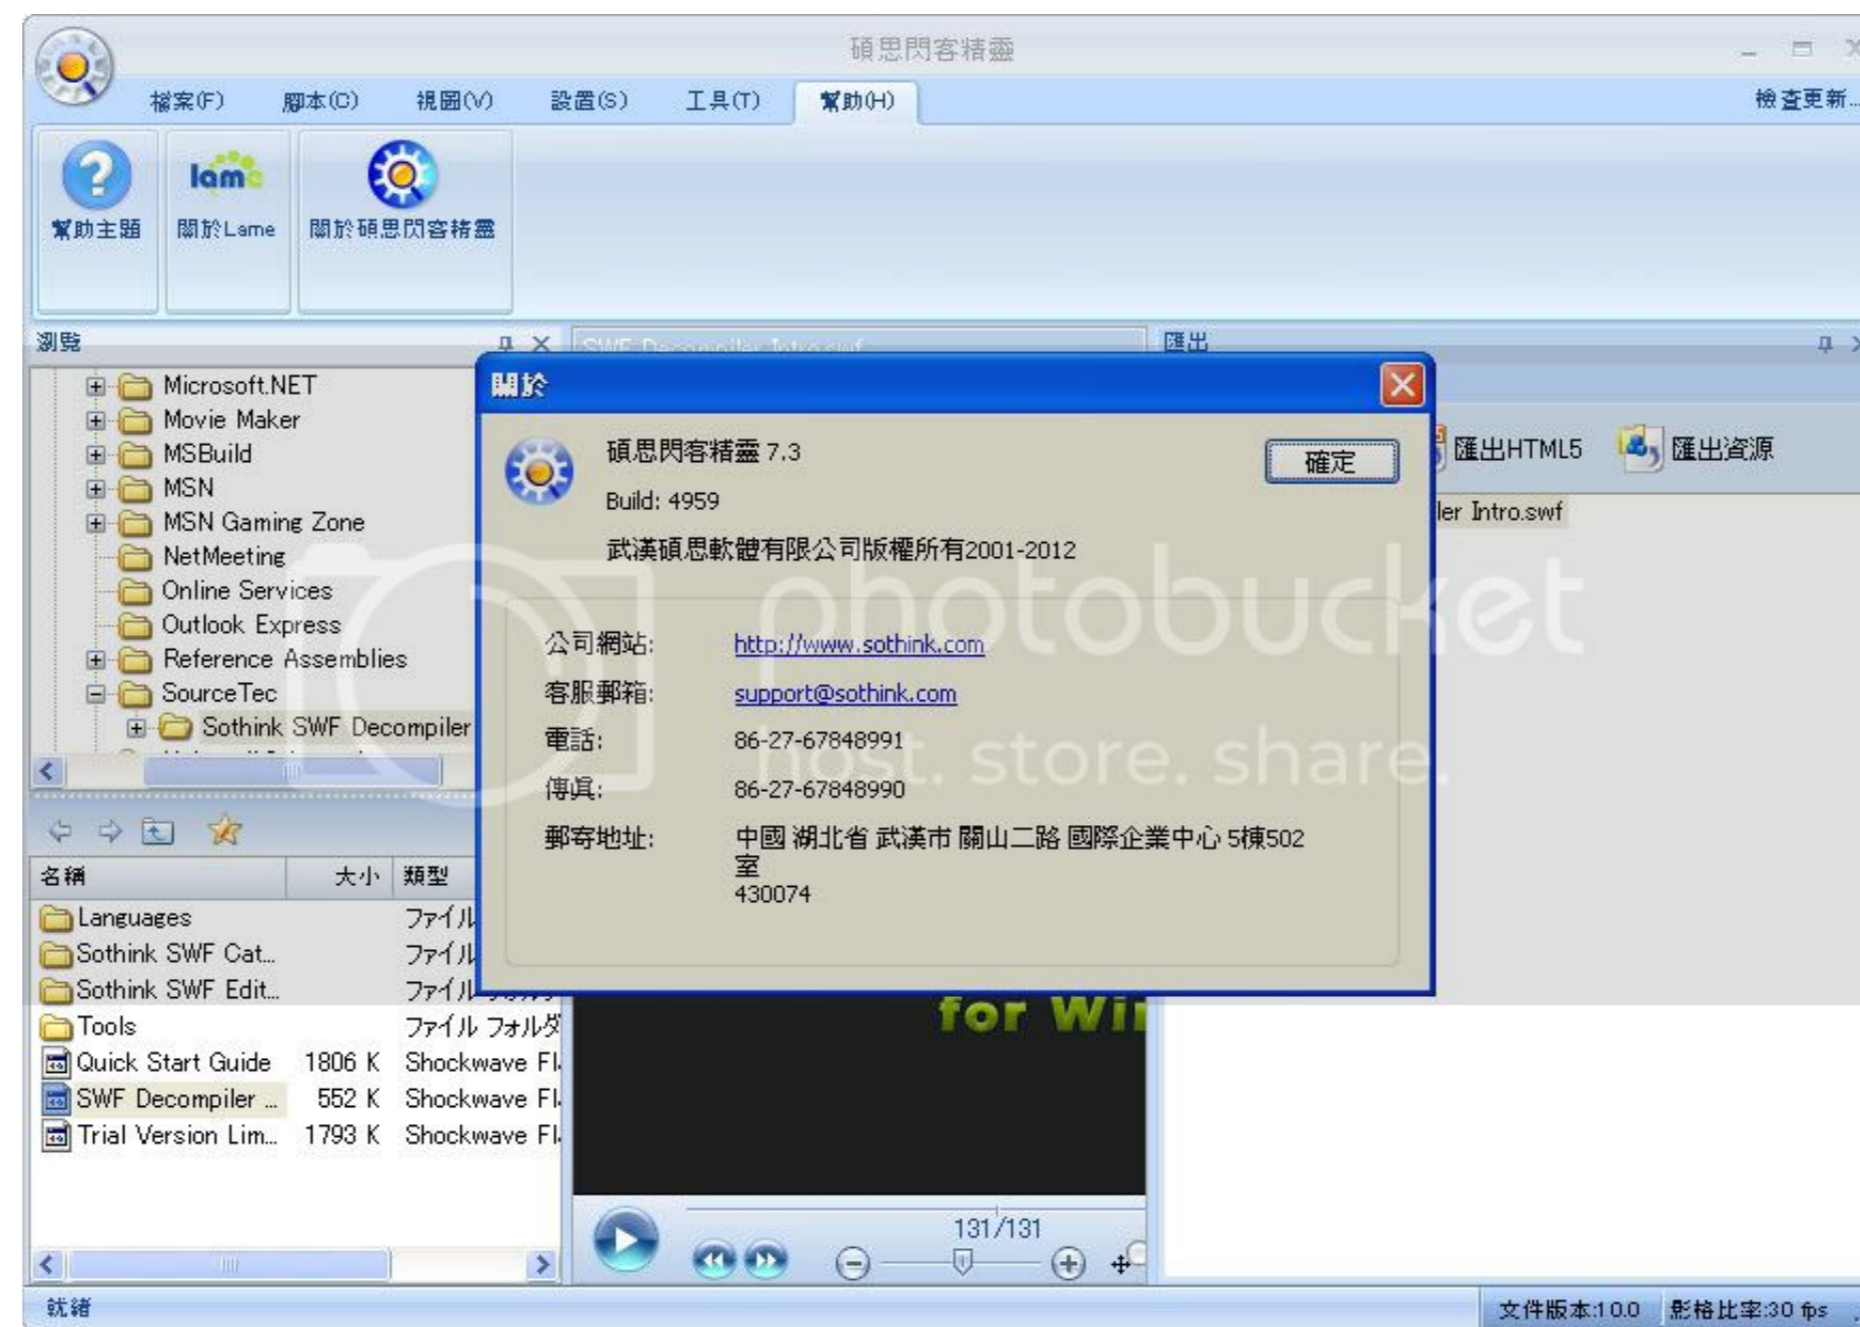 碩思閃客精靈
檔案(F) 腳本(C) 視圖(V) 設置(S) 工具(T) 幫助(H) 檢查更新...
lame
幫助主題 關於Lame 關於碩思閃客精靈
瀏覽 SWF Decompiler Intro.swf 匯出
Microsoft.NET
Movie Maker
MSBuild
MSN
MSN Gaming Zone
NetMeeting
Online Services
Outlook Express
Reference Assemblies
SourceTec
Sothink SWF Decompiler
關於
碩思閃客精靈 7.3
確定
Build: 4959
武漢碩思軟體有限公司版權所有2001-2012
公司網站: http://www.sothink.com
客服郵箱: support@sothink.com
電話: 86-27-67848991
傳眞: 86-27-67848990
郵寄地址: 中國 湖北省 武漢市 關山二路 國際企業中心 5棟502
室
430074
匯出HTML5 匯出資源
ler Intro.swf
photobucket
host. store. share.
名稱 大小 類型
Languages ファイル
Sothink SWF Cat... ファイル
Sothink SWF Edit... ファイル フォルダ
Tools ファイル フォルダ
Quick Start Guide 1806 K Shockwave Fl
SWF Decompiler ... 552 K Shockwave Fl
Trial Version Lim... 1793 K Shockwave Fl
for Wi
131/131
就緒 文件版本:10.0 影格比率:30 fps